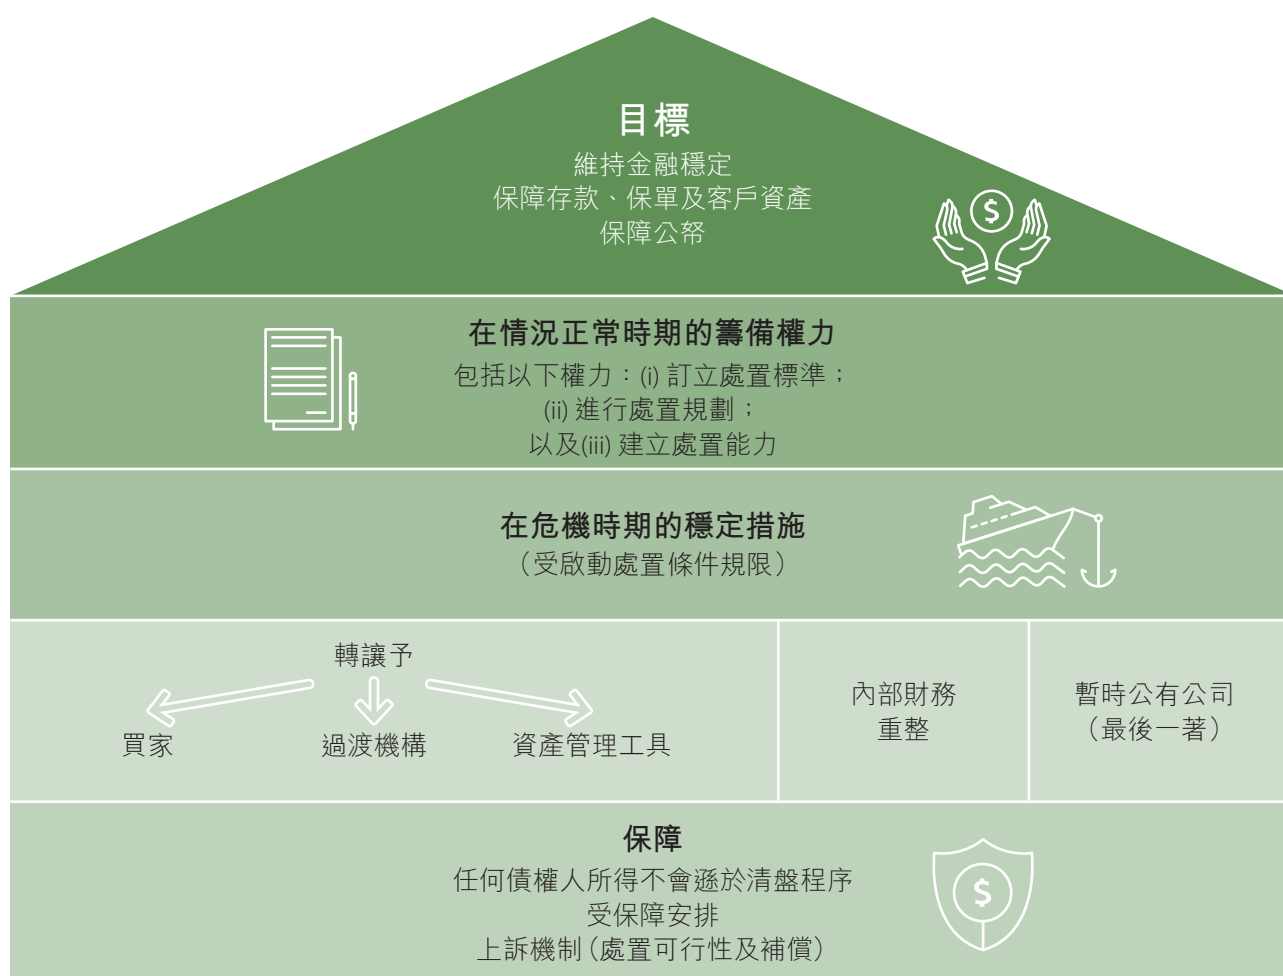 目標
維持金融穩定
保障存款、保單及客戶資產
保障公帑
$
在情況正常時期的籌備權力
包括以下權力：(i) 訂立處置標準；
(ii) 進行處置規劃；
以及(iii) 建立處置能力
在危機時期的穩定措施
（受啟動處置條件規限）
轉讓予
買家
過渡機構
資產管理工具
內部財務
重整
暫時公有公司
（最後一著）
保障
任何債權人所得不會遜於清盤程序
受保障安排
上訴機制（處置可行性及補償）
$